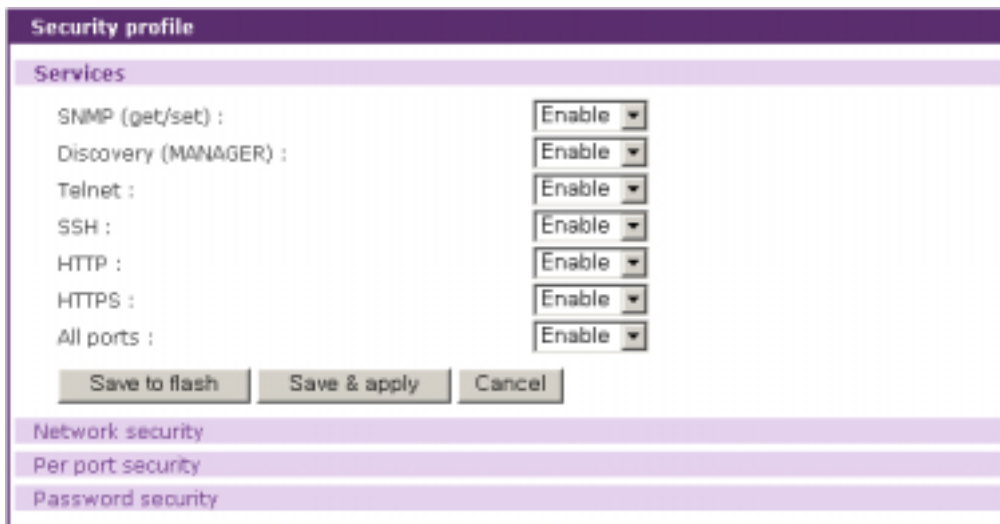 Security profile
Services
SNMP (get/set) : Enable
Discovery (MANAGER) : Enable
Telnet : Enable
SSH : Enable
HTTP : Enable
HTTPS : Enable
All ports : Enable
Save to flash Save & apply Cancel
Network security
Per port security
Password security